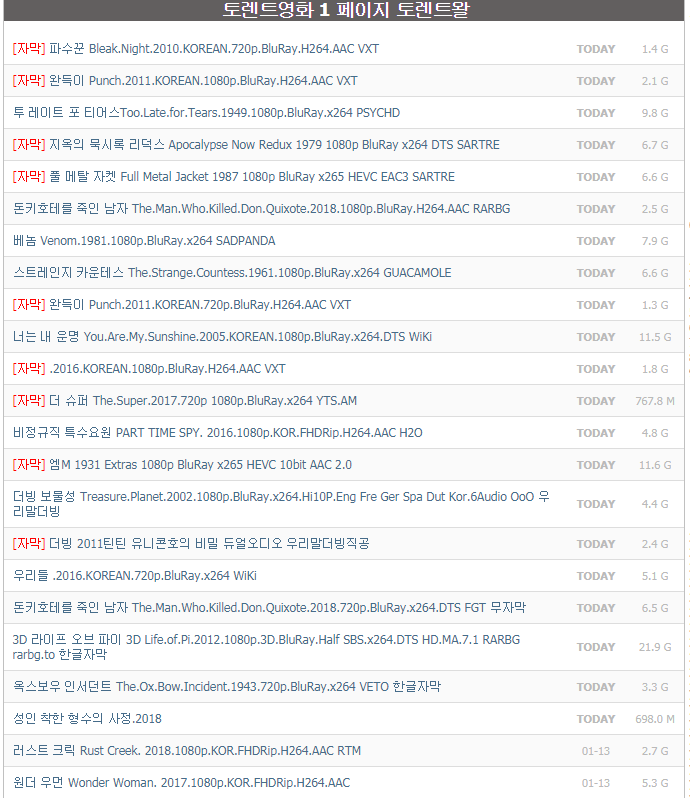 토렌트영화 1 페이지 토렌트왈
[자막] 파수꾼 Bleak.Night.2010.KOREAN.720p.BluRay.H264.AAC VXT TODAY 1.4 G
[자막] 완득이 Punch.2011.KOREAN.1080p.BluRay.H264.AAC VXT TODAY 2.1 G
투 레이트 포 티어스Too.Late.for.Tears.1949.1080p.BluRay.x264 PSYCHD TODAY 9.8 G
[자막] 지옥의 묵시록 리덕스 Apocalypse Now Redux 1979 1080p BluRay x264 DTS SARTRE TODAY 6.7 G
[자막] 풀 메탈 자켓 Full Metal Jacket 1987 1080p BluRay x265 HEVC EAC3 SARTRE TODAY 6.6 G
돈키호테를 죽인 남자 The.Man.Who.Killed.Don.Quixote.2018.1080p.BluRay.H264.AAC RARBG TODAY 2.5 G
베놈 Venom.1981.1080p.BluRay.x264 SADPANDA TODAY 7.9 G
스트레인지 카운테스 The.Strange.Countess.1961.1080p.BluRay.x264 GUACAMOLE TODAY 6.6 G
[자막] 완득이 Punch.2011.KOREAN.720p.BluRay.H264.AAC VXT TODAY 1.3 G
너는 내 운명 You.Are.My.Sunshine.2005.KOREAN.1080p.BluRay.x264.DTS WiKi TODAY 11.5 G
[자막] .2016.KOREAN.1080p.BluRay.H264.AAC VXT TODAY 1.8 G
[자막] 더 슈퍼 The.Super.2017.720p 1080p.BluRay.x264 YTS.AM TODAY 767.8 M
비정규직 특수요원 PART TIME SPY. 2016.1080p.KOR.FHDRip.H264.AAC H2O TODAY 4.8 G
[자막] 엠M 1931 Extras 1080p BluRay x265 HEVC 10bit AAC 2.0 TODAY 11.6 G
더빙 보물성 Treasure.Planet.2002.1080p.BluRay.x264.Hi10P.Eng Fre Ger Spa Dut Kor.6Audio OoO 우
리말더빙 TODAY 4.4 G
[자막] 더빙 2011틴틴 유니콘호의 비밀 듀얼오디오 우리말더빙직공 TODAY 2.4 G
우리들 .2016.KOREAN.720p.BluRay.x264 WiKi TODAY 5.1 G
돈키호테를 죽인 남자 The.Man.Who.Killed.Don.Quixote.2018.720p.BluRay.x264.DTS FGT 무자막 TODAY 6.5 G
3D 라이프 오브 파이 3D Life.of.Pi.2012.1080p.3D.BluRay.Half SBS.x264.DTS HD.MA.7.1 RARBG
rarbg.to 한글자막 TODAY 21.9 G
옥스보우 인서던트 The.Ox.Bow.Incident.1943.720p.BluRay.x264 VETO 한글자막 TODAY 3.3 G
성인 착한 형수의 사정.2018 TODAY 698.0 M
러스트 크릭 Rust Creek. 2018.1080p.KOR.FHDRip.H264.AAC RTM 01-13 2.7 G
원더 우먼 Wonder Woman. 2017.1080p.KOR.FHDRip.H264.AAC 01-13 5.3 G